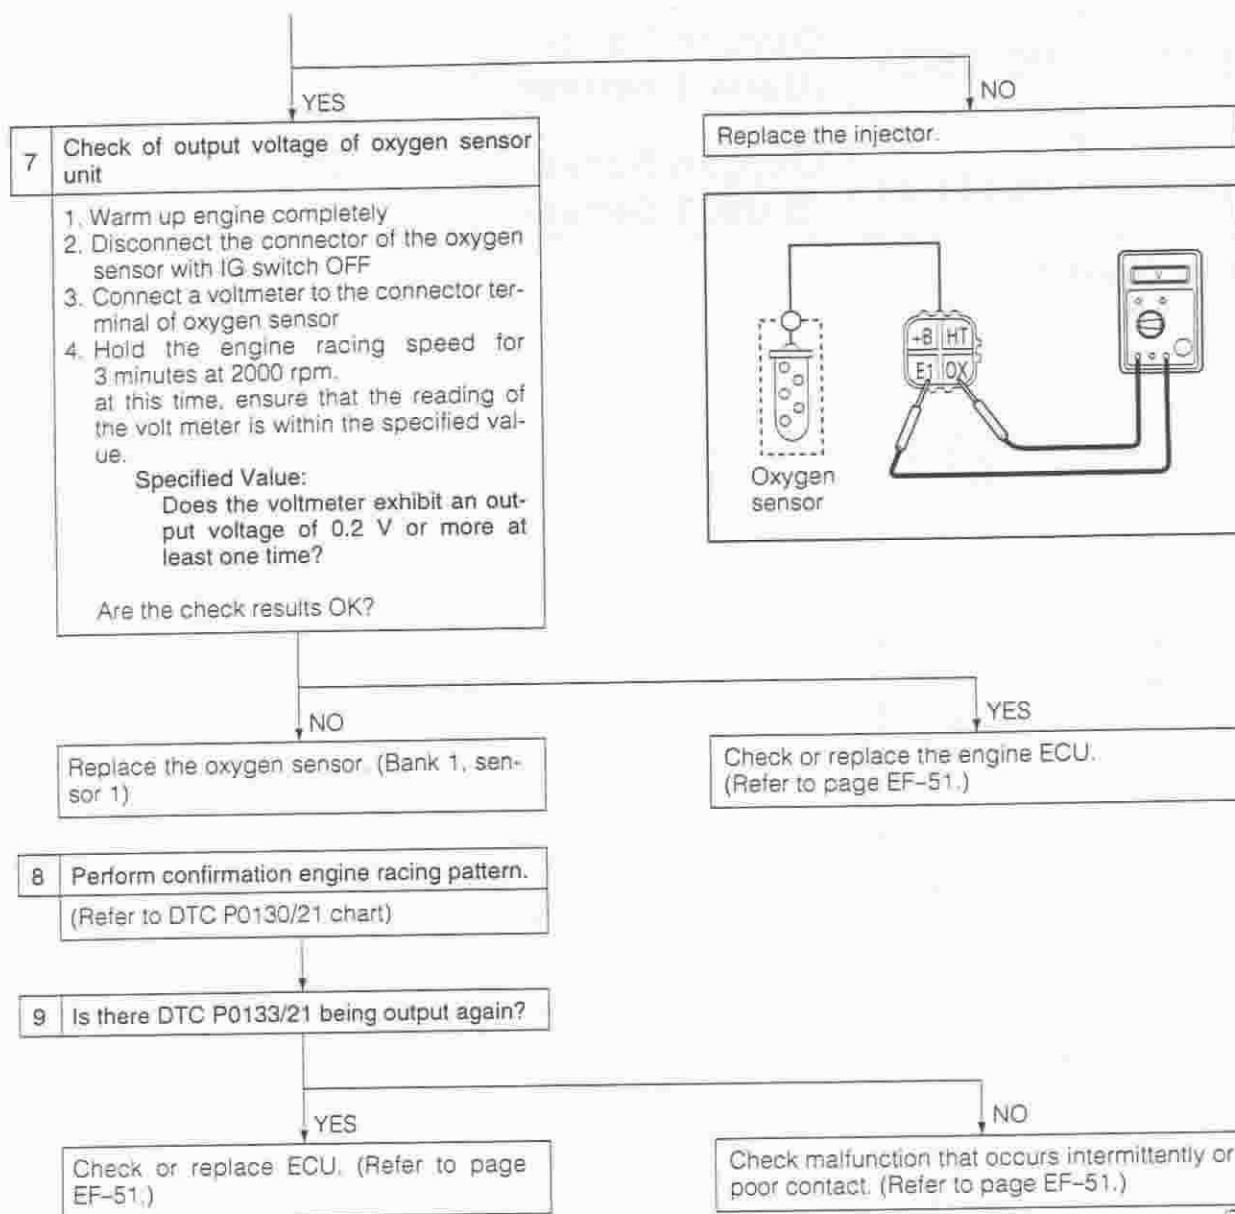 YES
NO
7
Check of output voltage of oxygen sensor
unit
Replace the injector.
1. Warm up engine completely
2. Disconnect the connector of the oxygen
sensor with IG switch OFF
3. Connect a voltmeter to the connector ter-
minal of oxygen sensor
4. Hold the engine racing speed for
3 minutes at 2000 rpm.
at this time, ensure that the reading of
the volt meter is within the specified val-
ue.
Specified Value:
Does the voltmeter exhibit an out-
put voltage of 0.2 V or more at
least one time?
Are the check results OK?
+B HT
E1 OX
V
Oxygen
sensor
NO
YES
Replace the oxygen sensor. (Bank 1, sen-
sor 1)
Check or replace the engine ECU.
(Refer to page EF-51.)
8
Perform confirmation engine racing pattern.
(Refer to DTC P0130/21 chart)
9
Is there DTC P0133/21 being output again?
YES
NO
Check or replace ECU. (Refer to page
EF-51.)
Check malfunction that occurs intermittently or
poor contact. (Refer to page EF-51.)